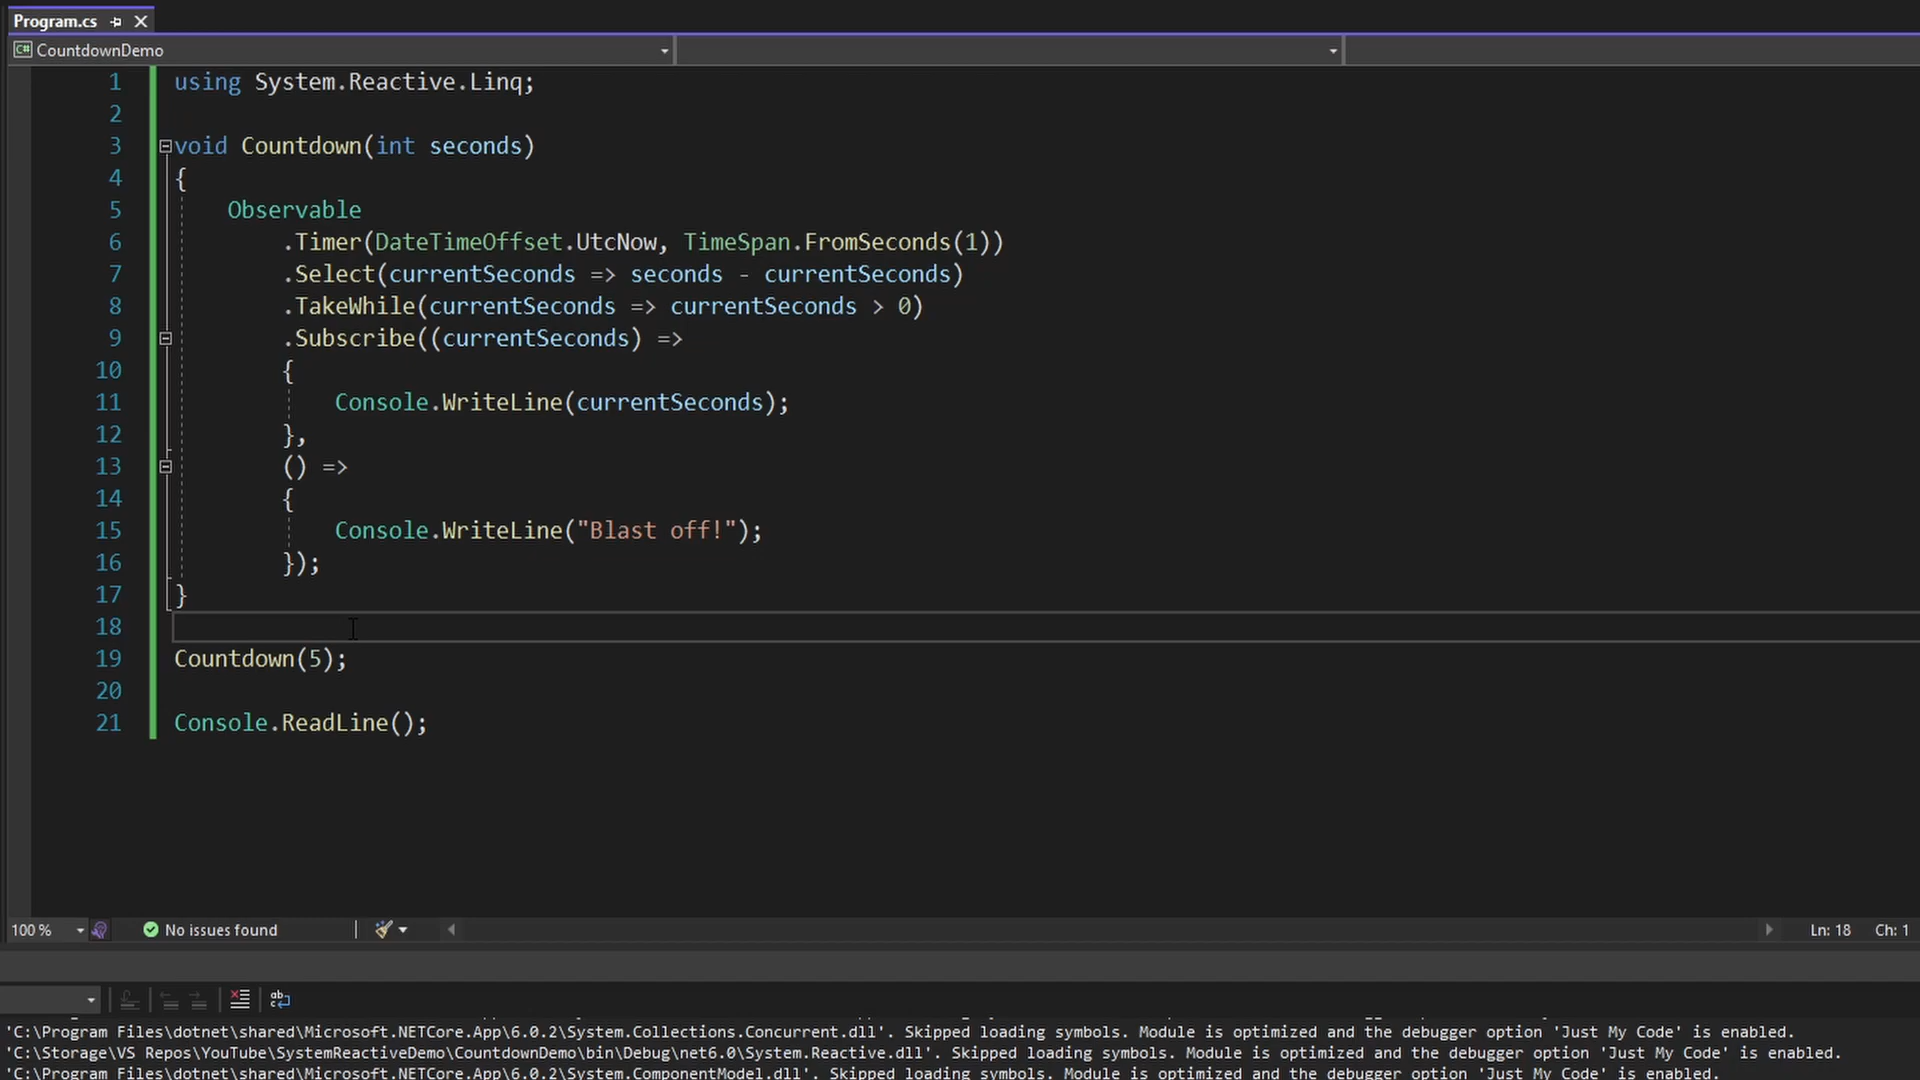 Program.cs
CountdownDemo
1 using System.Reactive.Linq;
2
3 void Countdown(int seconds)
4 {
5 Observable
6 .Timer(DateTimeOffset.UtcNow, TimeSpan.FromSeconds(1))
7 .Select(currentSeconds => seconds - currentSeconds)
8 .TakeWhile(currentSeconds => currentSeconds > 0)
9 .Subscribe((currentSeconds) =>
10 {
11 Console.WriteLine(currentSeconds);
12 },
13 () =>
14 {
15 Console.WriteLine("Blast off!");
16 });
17 }
18
19 Countdown(5);
20
21 Console.ReadLine();
100 % No issues found Ln: 18 Ch: 1
'C:\Program Files\dotnet\shared\Microsoft.NETCore.App\6.0.2\System.Collections.Concurrent.dll'. Skipped loading symbols. Module is optimized and the debugger option 'Just My Code' is enabled.
'C:\Storage\VS Repos\YouTube\SystemReactiveDemo\CountdownDemo\bin\Debug\net6.0\System.Reactive.dll'. Skipped loading symbols. Module is optimized and the debugger option 'Just My Code' is enabled.
'C:\Program Files\dotnet\shared\Microsoft.NETCore.App\6.0.2\System.ComponentModel.dll'. Skipped loading symbols. Module is optimized and the debugger option 'Just My Code' is enabled.